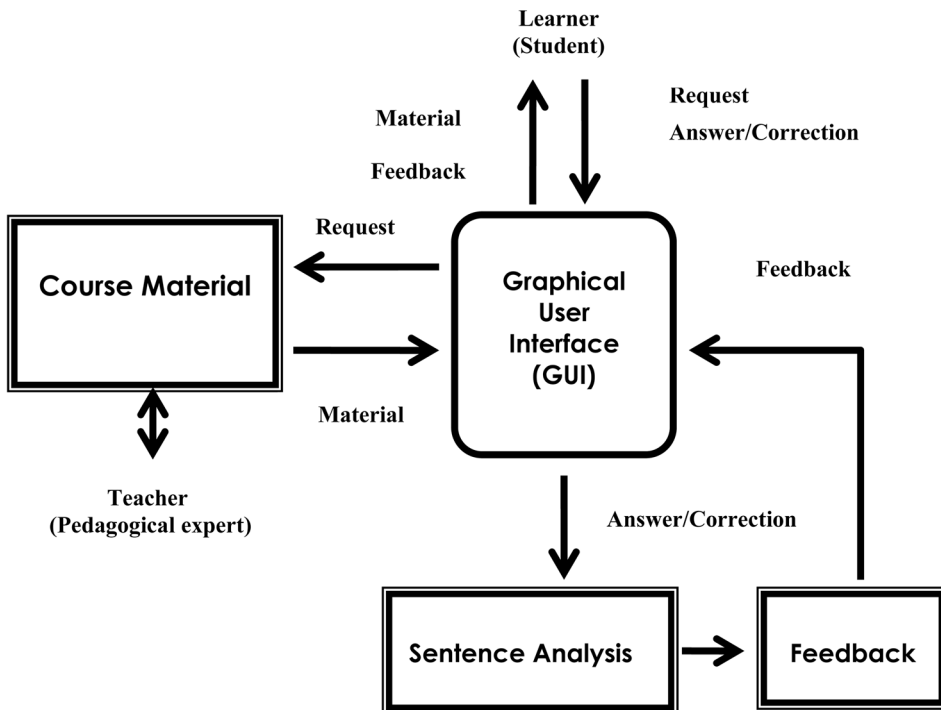 Learner
(Student)
Material
Feedback
Request
Answer/Correction
Request
Course Material
Graphical
User
Interface
(GUI)
Feedback
Material
Teacher
(Pedagogical expert)
Answer/Correction
Sentence Analysis
Feedback